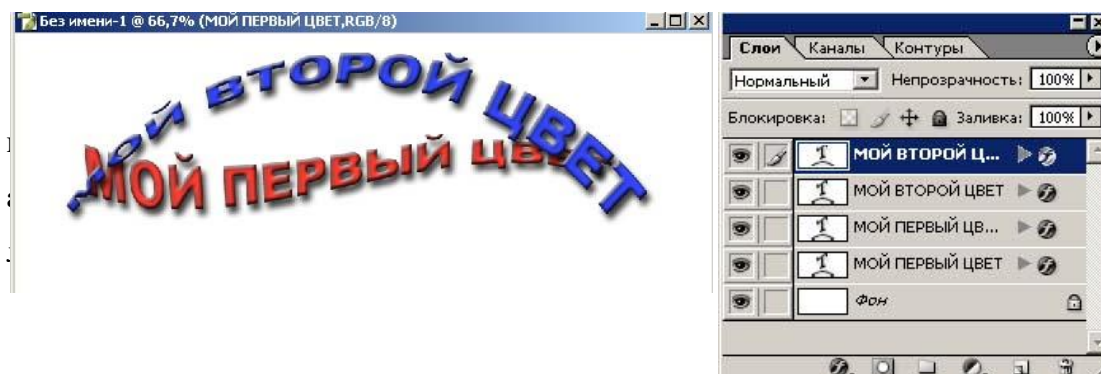 Без имени-1 @ 66,7% (МОЙ ПЕРВЫЙ ЦВЕТ,RGB/8)
МОЙ ВТОРОЙ ЦВЕТ
МОЙ ПЕРВЫЙ ЦВЕТ
Слои Каналы Контуры
Нормальный Непрозрачность: 100%
Блокировка: Заливка: 100%
МОЙ ВТОРОЙ Ц...
МОЙ ВТОРОЙ ЦВЕТ
МОЙ ПЕРВЫЙ ЦВ...
МОЙ ПЕРВЫЙ ЦВЕТ
Фон